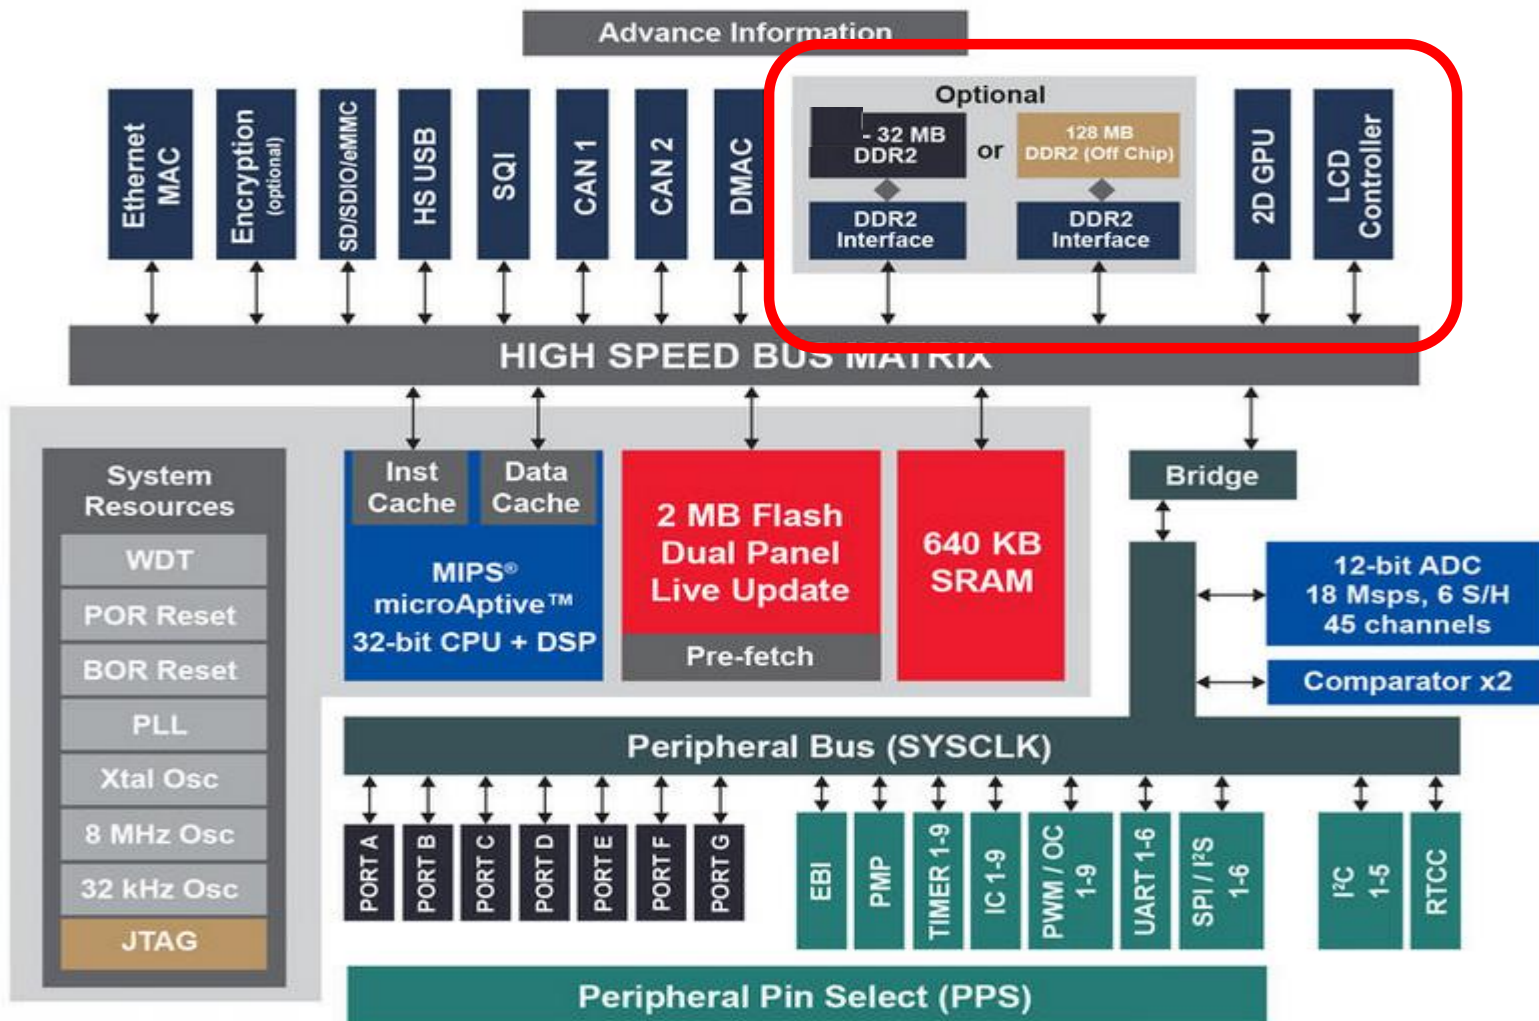 Advance Information
Ethernet
MAC
Encryption
(optional)
SD/SDIO/eMMC
HS USB
SQI
CAN 1
CAN 2
DMAC
Optional
- 32 MB
DDR2
or
128 MB
DDR2 (Off Chip)
DDR2
Interface
DDR2
Interface
2D GPU
LCD
Controller
HIGH SPEED BUS MATRIX
System
Resources
WDT
POR Reset
BOR Reset
PLL
Xtal Osc
8 MHz Osc
32 kHz Osc
JTAG
Inst
Cache
Data
Cache
MIPS®
microAptive™
32-bit CPU + DSP
2 MB Flash
Dual Panel
Live Update
Pre-fetch
640 KB
SRAM
Bridge
12-bit ADC
18 Msps, 6 S/H
45 channels
Comparator x2
Peripheral Bus (SYSCLK)
PORT A
PORT B
PORT C
PORT D
PORT E
PORT F
PORT G
EBI
PMP
TIMER 1-9
IC 1-9
PWM / OC
1-9
UART 1-6
SPI / I²S
1-6
I²C
1-5
RTCC
Peripheral Pin Select (PPS)